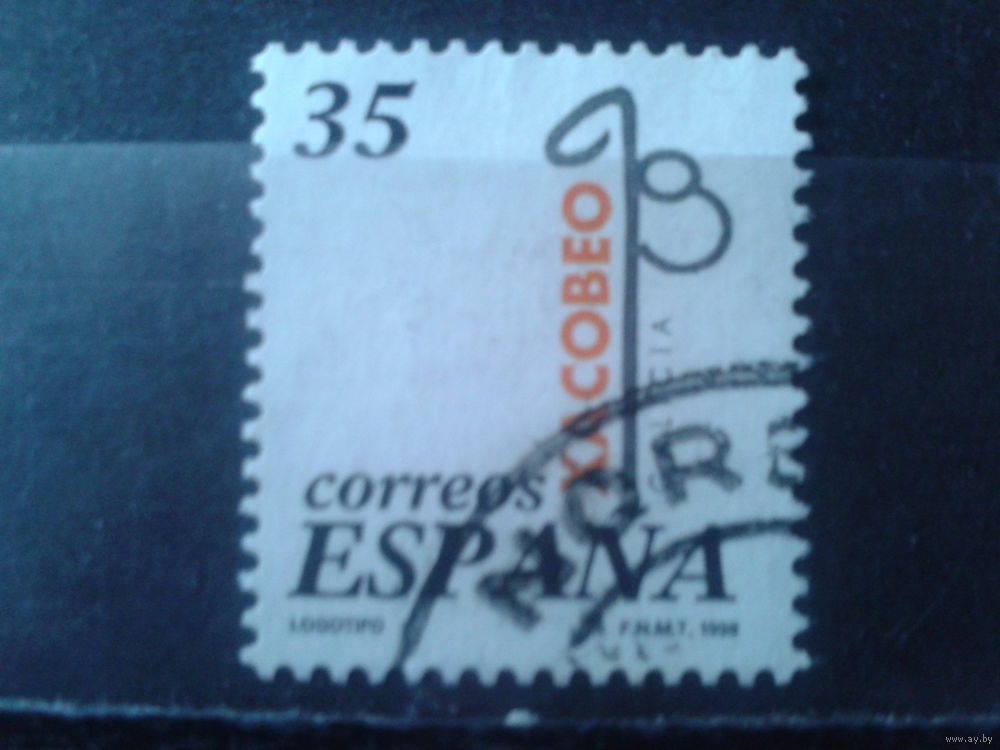 35
XACOBEO
correos
ESPAÑA
LOGOTIPO
F.N.M.T. 1998
www.ay.by